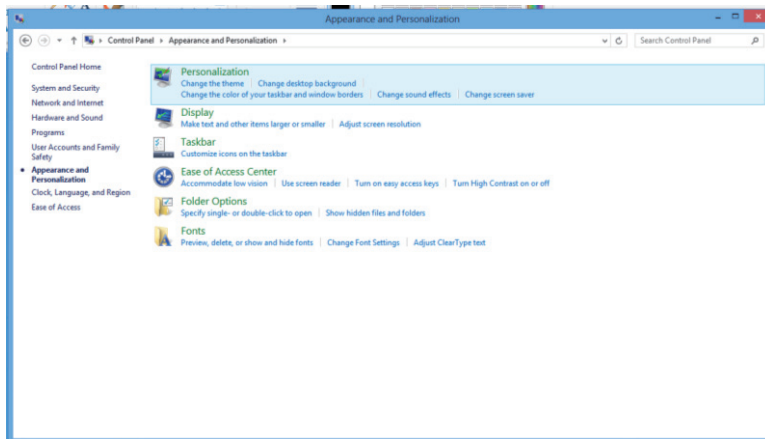 Appearance and Personalization
Control Panel Appearance and Personalization
Search Control Panel
Control Panel Home
System and Security
Network and Internet
Hardware and Sound
Programs
User Accounts and Family
Safety
Appearance and
Personalization
Clock, Language, and Region
Ease of Access
Personalization
Change the theme Change desktop background
Change the color of your taskbar and window borders Change sound effects Change screen saver
Display
Make text and other items larger or smaller Adjust screen resolution
Taskbar
Customize icons on the taskbar
Ease of Access Center
Accommodate low vision Use screen reader Turn on easy access keys Turn High Contrast on or off
Folder Options
Specify single- or double-click to open Show hidden files and folders
Fonts
Preview, delete, or show and hide fonts Change Font Settings Adjust ClearType text